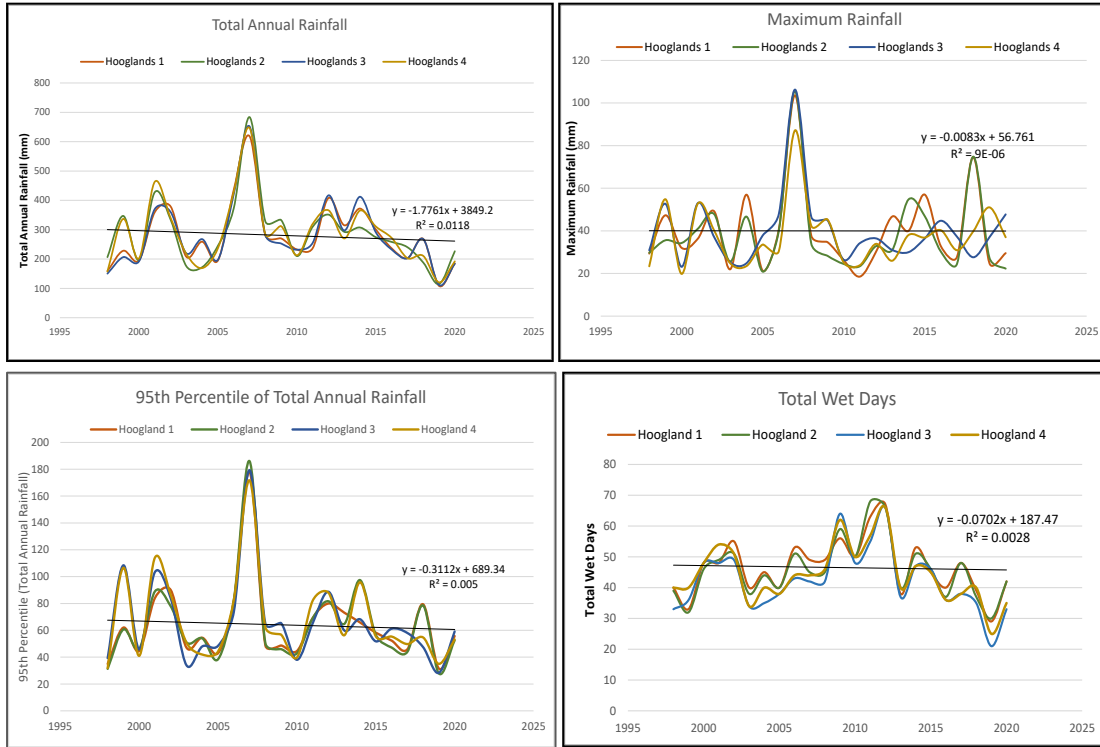 Total Annual Rainfall
Hooglands 1 Hooglands 2 Hooglands 3 Hooglands 4
Total Annual Rainfall (mm)
800
700
600
500
400
300
200
100
0
y = -1.7761x + 3849.2
R² = 0.0118
1995 2000 2005 2010 2015 2020 2025
Maximum Rainfall
Hooglands 1 Hooglands 2 Hooglands 3 Hooglands 4
Maximum Rainfall (mm)
120
100
80
60
40
20
0
y = -0.0083x + 56.761
R² = 9E-06
1995 2000 2005 2010 2015 2020 2025
95th Percentile of Total Annual Rainfall
Hoogland 1 Hoogland 2 Hoogland 3 Hoogland 4
95th Percentile (Total Annual Rainfall)
200
180
160
140
120
100
80
60
40
20
0
y = -0.3112x + 689.34
R² = 0.005
1995 2000 2005 2010 2015 2020 2025
Total Wet Days
Hoogland 1 Hoogland 2 Hoogland 3 Hoogland 4
Total Wet Days
80
70
60
50
40
30
20
10
0
y = -0.0702x + 187.47
R² = 0.0028
1995 2000 2005 2010 2015 2020 2025